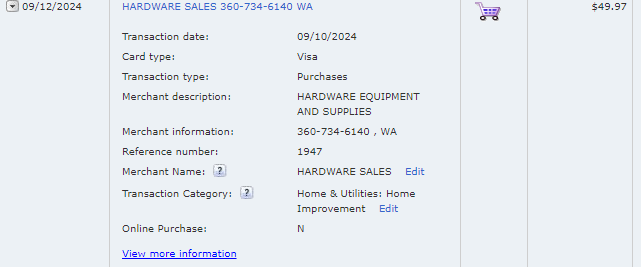 09/12/2024 HARDWARE SALES 360-734-6140 WA $49.97
Transaction date: 09/10/2024
Card type: Visa
Transaction type: Purchases
Merchant description: HARDWARE EQUIPMENT
AND SUPPLIES
Merchant information: 360-734-6140 , WA
Reference number: 1947
Merchant Name: ? HARDWARE SALES Edit
Transaction Category: ? Home & Utilities: Home
Improvement Edit
Online Purchase: N
View more information